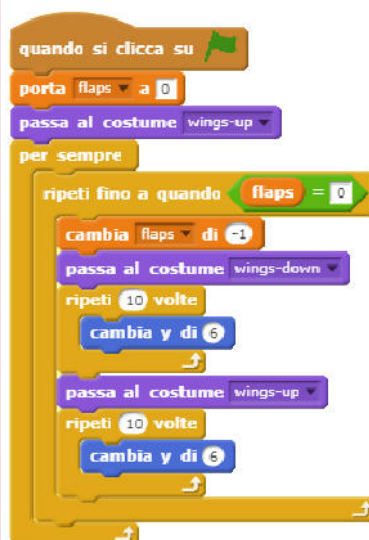 quando si clicca su
porta flaps a 0
passa al costume wings-up
per sempre
ripeti fino a quando flaps = 0
cambia flaps di -1
passa al costume wings-down
ripeti 10 volte
cambia y di 6
passa al costume wings-up
ripeti 10 volte
cambia y di 6